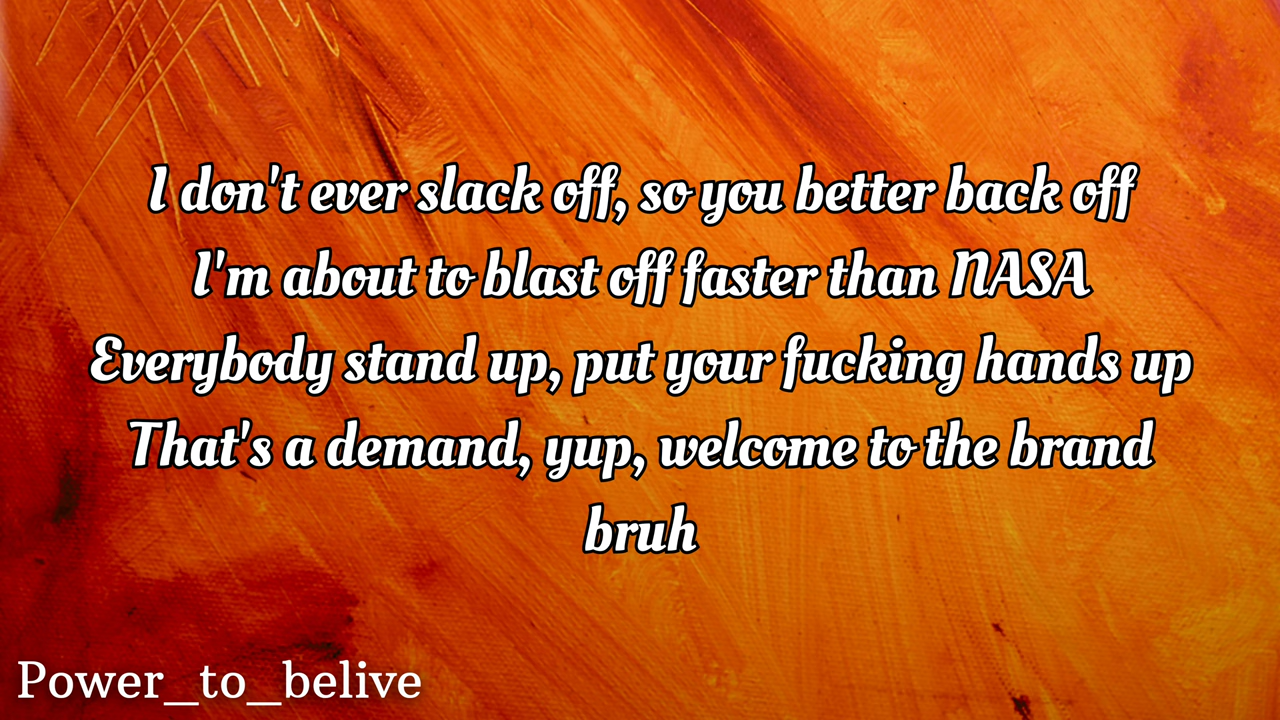 I don't ever slack off, so you better back off
I'm about to blast off faster than NASA
Everybody stand up, put your fucking hands up
That's a demand, yup, welcome to the brand
bruh
Power_to_belive